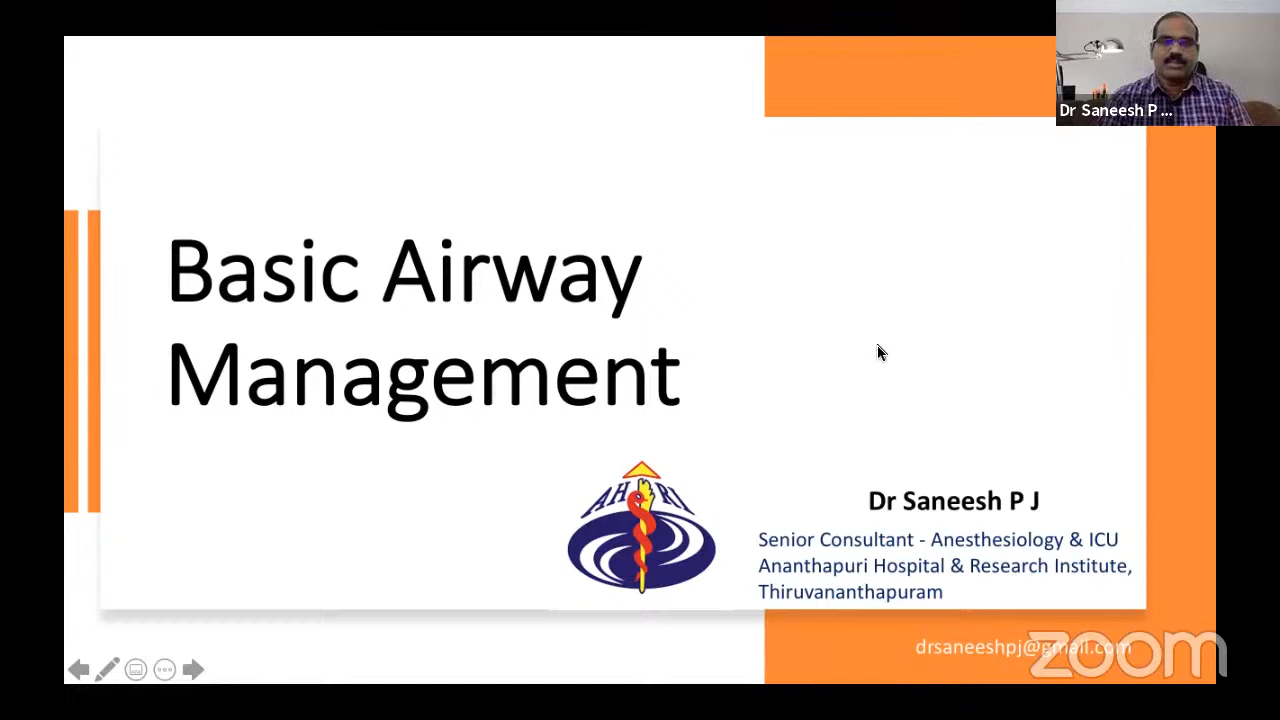 Dr Saneesh P ...
Basic Airway
Management
AHRI
Dr Saneesh P J
Senior Consultant - Anesthesiology & ICU
Ananthapuri Hospital & Research Institute,
Thiruvananthapuram
drsaneeshpj@gmail.com
zoom